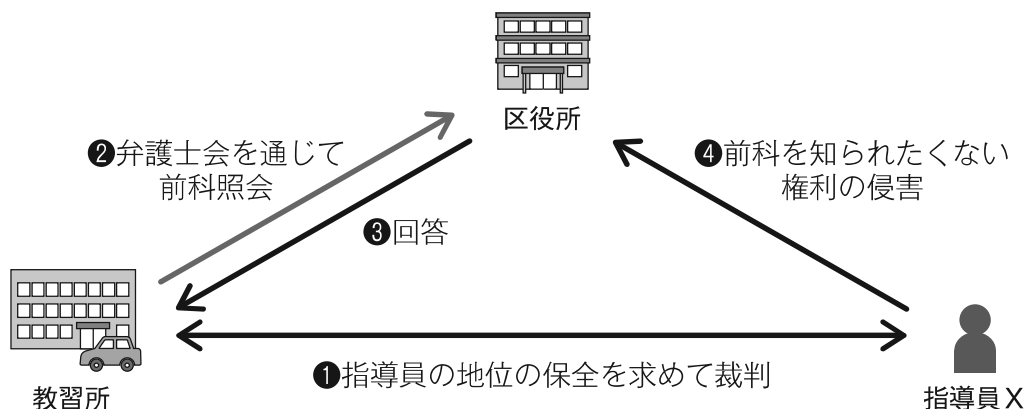 区役所
❷弁護士会を通じて
前科照会
❹前科を知られたくない
権利の侵害
❸回答
❶指導員の地位の保全を求めて裁判
教習所
指導員X